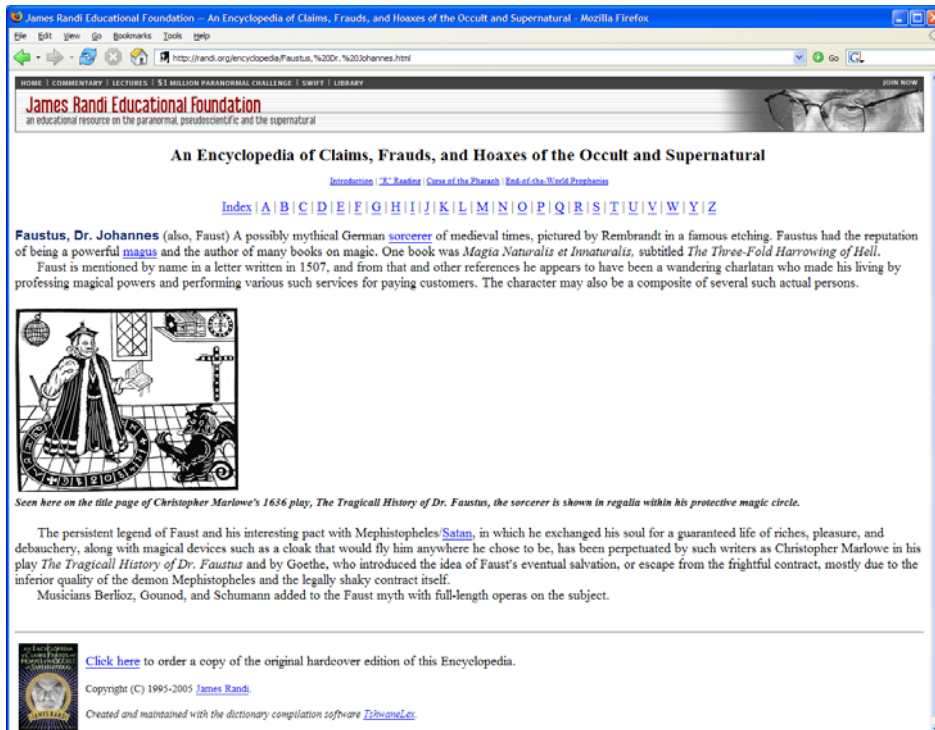 James Randi Educational Foundation — An Encyclopedia of Claims, Frauds, and Hoaxes of the Occult and Supernatural - Mozilla Firefox
File Edit View Go Bookmarks Tools Help
http://randi.org/encyclopedia/Faustus,%20Dr.%20Johannes.html Go
HOME | COMMENTARY | LECTURES | $1 MILLION PARANORMAL CHALLENGE | SWIFT | LIBRARY JOIN NOW
James Randi Educational Foundation
an educational resource on the paranormal, pseudoscientific and the supernatural
An Encyclopedia of Claims, Frauds, and Hoaxes of the Occult and Supernatural
Introduction | "R" Reading | Curse of the Pharaoh | End-of-the-World Prophecies
Index | A | B | C | D | E | F | G | H | I | J | K | L | M | N | O | P | Q | R | S | T | U | V | W | Y | Z
Faustus, Dr. Johannes (also, Faust) A possibly mythical German sorcerer of medieval times, pictured by Rembrandt in a famous etching. Faustus had the reputation
of being a powerful magus and the author of many books on magic. One book was Magia Naturalis et Innaturalis, subtitled The Three-Fold Harrowing of Hell.
Faust is mentioned by name in a letter written in 1507, and from that and other references he appears to have been a wandering charlatan who made his living by
professing magical powers and performing various such services for paying customers. The character may also be a composite of several such actual persons.
Seen here on the title page of Christopher Marlowe's 1636 play, The Tragicall History of Dr. Faustus, the sorcerer is shown in regalia within his protective magic circle.
The persistent legend of Faust and his interesting pact with Mephistopheles/Satan, in which he exchanged his soul for a guaranteed life of riches, pleasure, and
debauchery, along with magical devices such as a cloak that would fly him anywhere he chose to be, has been perpetuated by such writers as Christopher Marlowe in his
play The Tragicall History of Dr. Faustus and by Goethe, who introduced the idea of Faust's eventual salvation, or escape from the frightful contract, mostly due to the
inferior quality of the demon Mephistopheles and the legally shaky contract itself.
Musicians Berlioz, Gounod, and Schumann added to the Faust myth with full-length operas on the subject.
Click here to order a copy of the original hardcover edition of this Encyclopedia.
Copyright (C) 1995-2005 James Randi.
Created and maintained with the dictionary compilation software TshwaneLex.